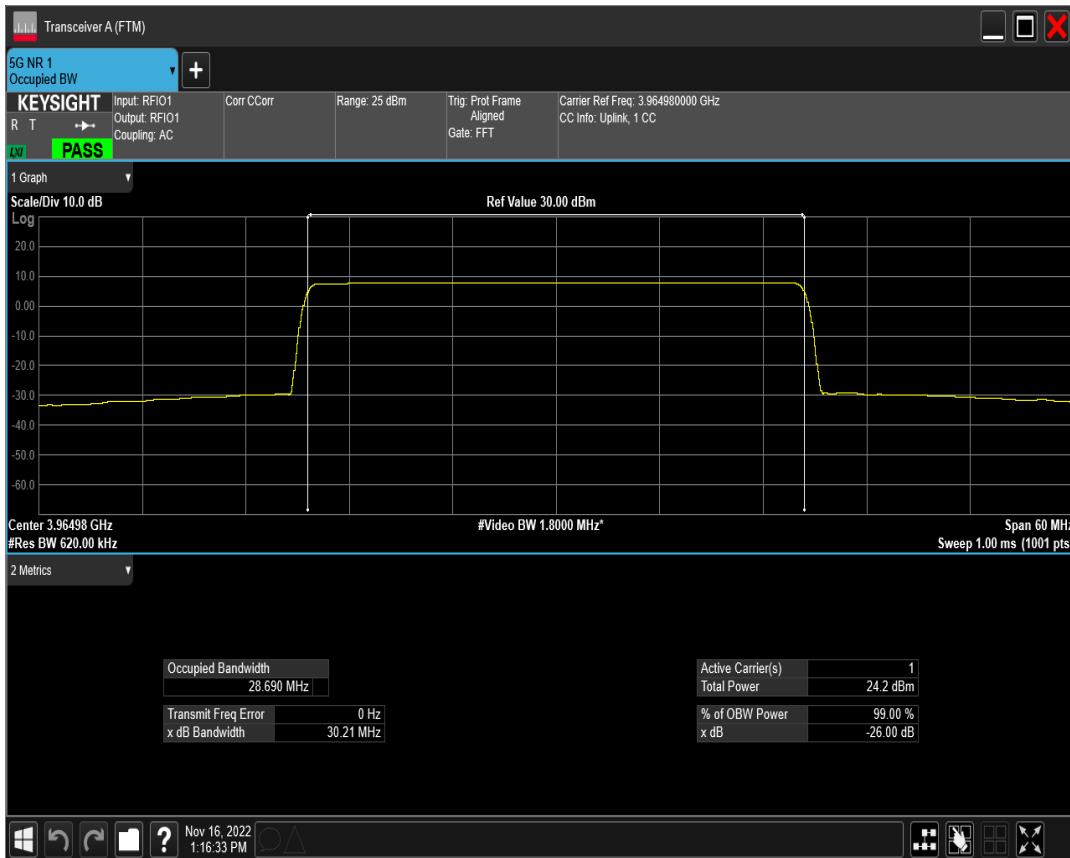 Transceiver A (FTM)
5G NR 1
Occupied BW
+
KEYSIGHT
R T
LXI
PASS
Input: RFIO1
Output: RFIO1
Coupling: AC
Corr CCorr
Range: 25 dBm
Trig: Prot Frame
Aligned
Gate: FFT
Carrier Ref Freq: 3.964980000 GHz
CC Info: Uplink, 1 CC
1 Graph
Scale/Div 10.0 dB
Ref Value 30.00 dBm
Log
20.0
10.0
0.00
-10.0
-20.0
-30.0
-40.0
-50.0
-60.0
Center 3.96498 GHz
#Video BW 1.8000 MHz*
Span 60 MHz
#Res BW 620.00 kHz
Sweep 1.00 ms (1001 pts
2 Metrics
Occupied Bandwidth
28.690 MHz
Transmit Freq Error 0 Hz
x dB Bandwidth 30.21 MHz
Active Carrier(s) 1
Total Power 24.2 dBm
% of OBW Power 99.00 %
x dB -26.00 dB
?
Nov 16, 2022
1:16:33 PM